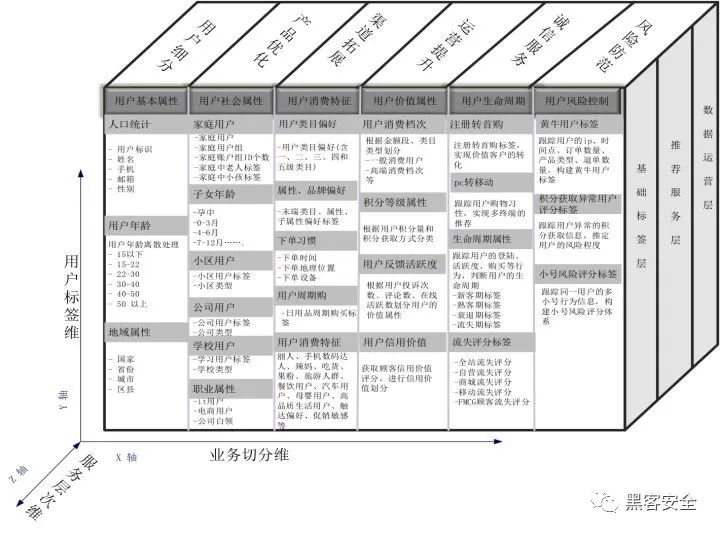 用户细分
产品优化
渠道拓展
运营提升
诚信服务
风险防范
用户基本属性
用户社会属性
用户消费特征
用户价值属性
用户生命周期
用户风险控制
人口统计
- 用户标识
- 姓名
- 手机
- 邮箱
- 性别
用户年龄
用户年龄离散处理
- 15以下
- 15-22
- 22-30
- 30-40
- 40-50
- 50 以上
地域属性
- 国家
- 省份
- 城市
- 区县
家庭用户
-家庭用户
-家庭用户组
-家庭账户组ID个数
-家庭中老人标签
-家庭中小孩标签
子女年龄
-孕中
-0-3月
-4-6月
-7-12月…….
小区用户
-小区用户标签
-小区类型
公司用户
-公司用户标签
-公司类型
学校用户
-学习用户标签
-学校类型
职业属性
-it用户
-电商用户
-公司白领
用户类目偏好
-用户类目偏好(含
一、二、三、四和
五级类目)
属性、品牌偏好
-末端类目、属性、
子属性偏好标签
下单习惯
-下单时间
-下单地理位置
-下单设备
用户周期购
-日用品周期购买标
签
用户消费特征
丽人、手机数码达
人、辣妈、吃货、
果粉、旅游人群、
餐饮用户、汽车用
户、母婴用户、高
品质生活用户、触
达偏好、促销敏感
等
用户消费档次
根据金额段、类目
类型划分
-一般消费用户
-高端消费档次
等
积分等级属性
根据用户积分量和
积分获取方式分类
用户反馈活跃度
根据用户投诉次
数、评论数、在线
活跃数划分用户的
价值属性
用户信用价值
获取顾客信用价值
评分，进行信用价
值划分
注册转首购
注册转首购标签，
实现价值客户的转
化
pc转移动
跟踪用户购物习
性，实现多终端的
推荐
生命周期属性
跟踪用户的登陆、
活跃度、购买等行
为，判断用户的生
命周期
-新客期标签
-熟客期标签
-衰退期标签
-流失期标签
流失评分标签
-全站流失评分
-自营流失评分
-商城流失评分
-移动流失评分
-FMCG顾客流失评分
黄牛用户标签
跟踪用户的ip、时
间点、订单数量、
产品类型、退单数
量，构建黄牛用户
标签
积分获取异常用户
评分标签
跟踪用户异常的积
分获取信息，推定
用户的风险程度
小号风险评分标签
跟踪同一用户的多
小号行为信息，构
建小号风险评分体
系
基础标签层
推荐服务层
数据运营层
用户标签维
Y 轴
X 轴
业务切分维
Z 轴
服务层次维
黑客安全